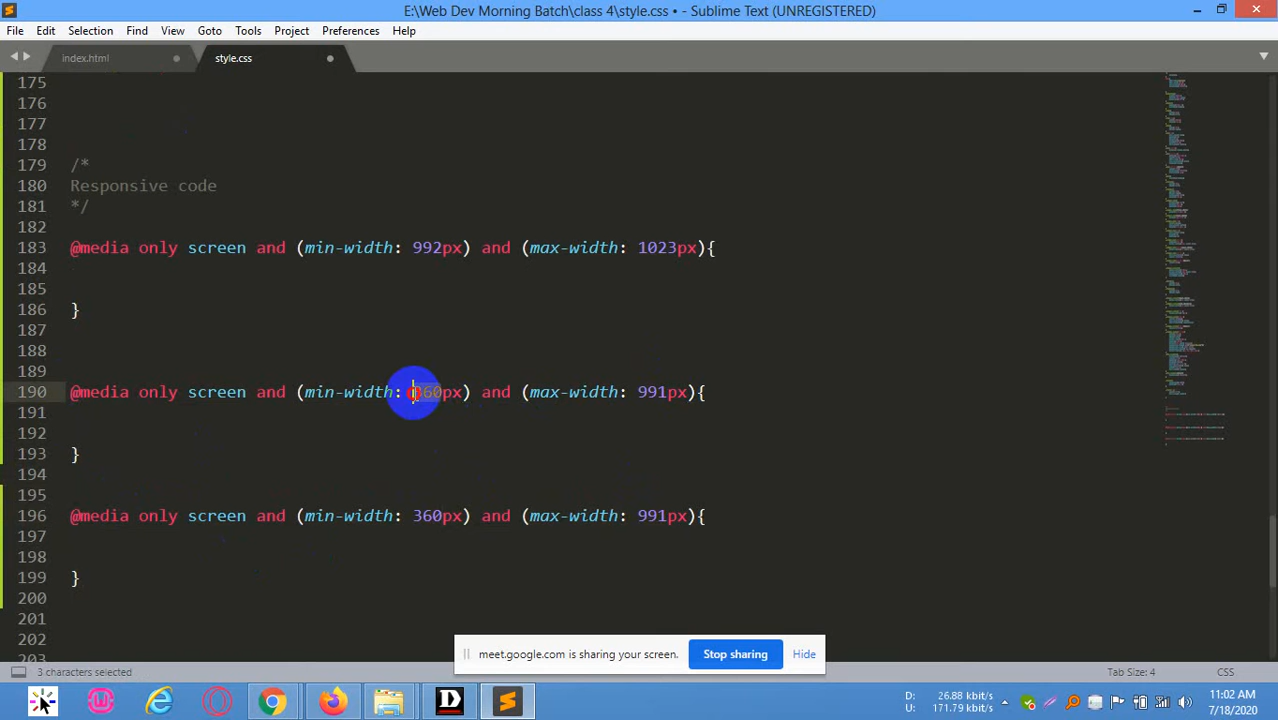 E:\Web Dev Morning Batch\class 4\style.css • - Sublime Text (UNREGISTERED)
File Edit Selection Find View Goto Tools Project Preferences Help
index.html style.css
175
176
177
178
179 /*
180 Responsive code
181 */
182
183 @media only screen and (min-width: 992px) and (max-width: 1023px){
184
185
186 }
187
188
189
190 @media only screen and (min-width: 360px) and (max-width: 991px){
191
192
193 }
194
195
196 @media only screen and (min-width: 360px) and (max-width: 991px){
197
198
199 }
200
201
202
203
meet.google.com is sharing your screen. Stop sharing Hide
3 characters selected Tab Size: 4 CSS
D: 26.88 kbit/s 11:02 AM
U: 171.79 kbit/s 7/18/2020